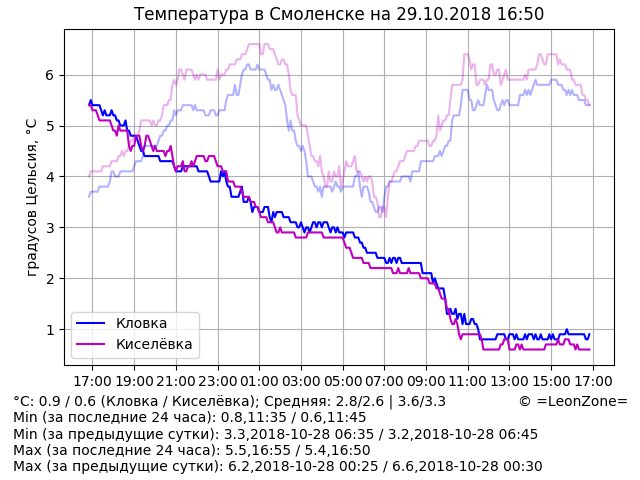 Температура в Смоленске на 29.10.2018 16:50
градусов Цельсия, °C
6
5
4
3
2
1
Кловка
Киселёвка
17:00 19:00 21:00 23:00 01:00 03:00 05:00 07:00 09:00 11:00 13:00 15:00 17:00
°C: 0.9 / 0.6 (Кловка / Киселёвка); Средняя: 2.8/2.6 | 3.6/3.3 © =LeonZone=
Min (за последние 24 часа): 0.8,11:35 / 0.6,11:45
Min (за предыдущие сутки): 3.3,2018-10-28 06:35 / 3.2,2018-10-28 06:45
Max (за последние 24 часа): 5.5,16:55 / 5.4,16:50
Max (за предыдущие сутки): 6.2,2018-10-28 00:25 / 6.6,2018-10-28 00:30